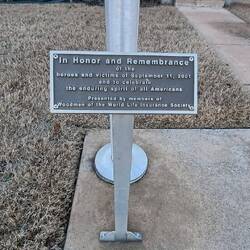 In Honor and Remembrance
of the
heroes and victims of September 11, 2001
and to celebrate
the enduring spirit of all Americans
Presented by members of
Woodmen of the World Life Insurance Society